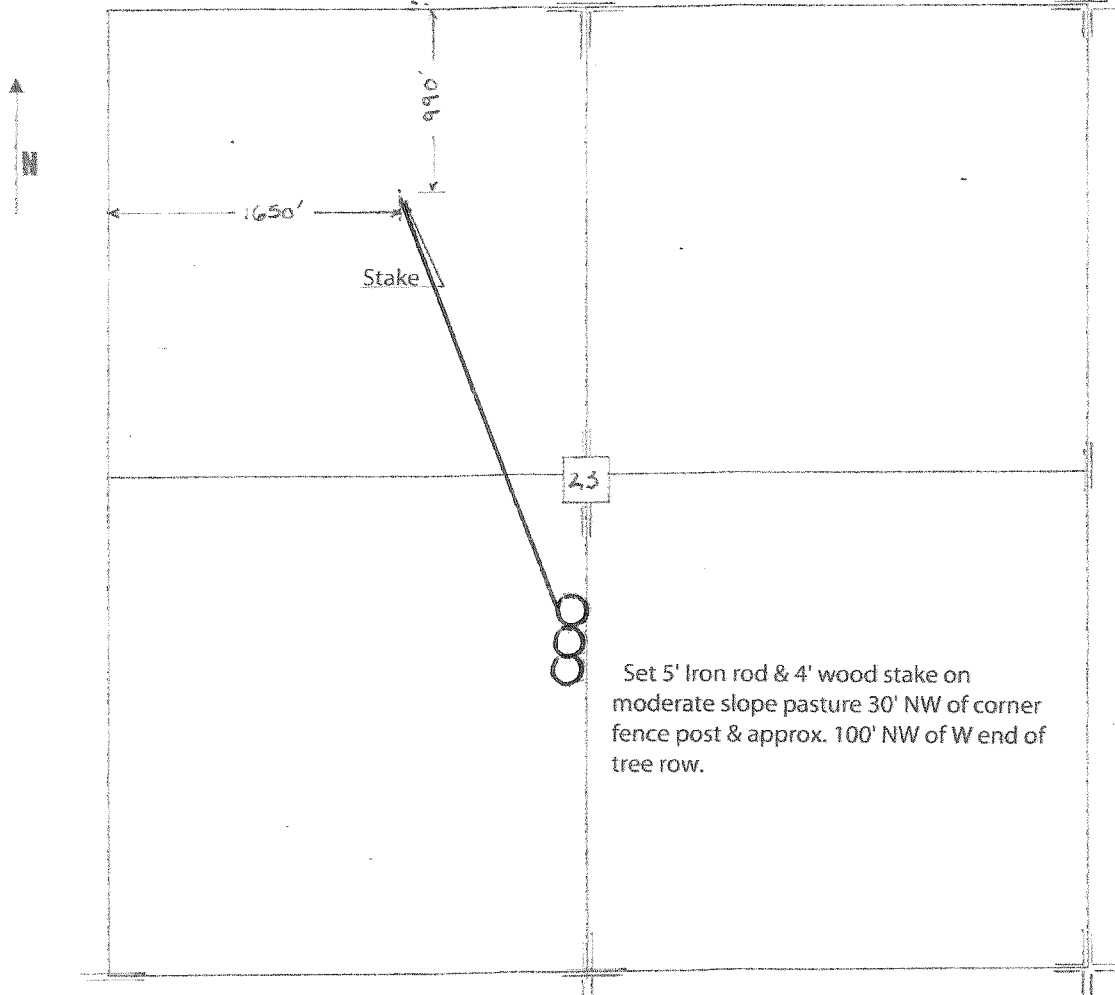 990'
N
1650'
Stake
23
Set 5' Iron rod & 4' wood stake on
moderate slope pasture 30' NW of corner
fence post & approx. 100' NW of W end of
tree row.